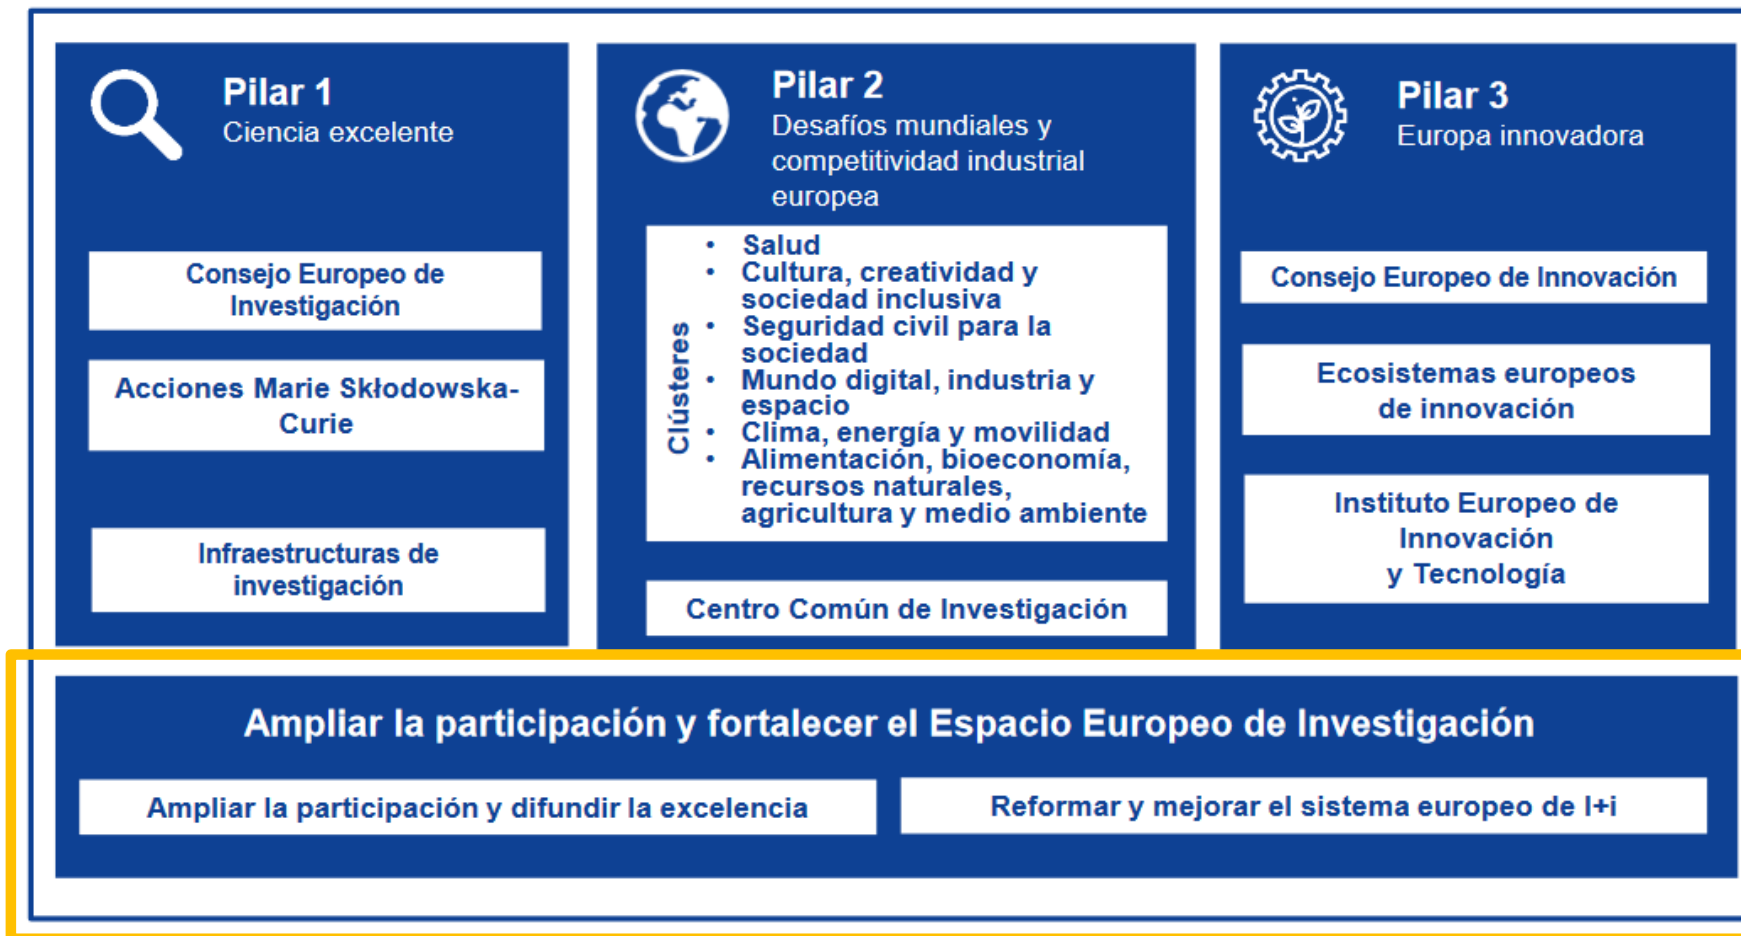 Pilar 1
Ciencia excelente
Consejo Europeo de
Investigación
Acciones Marie Skłodowska-
Curie
Infraestructuras de
investigación
Pilar 2
Desafíos mundiales y
competitividad industrial
europea
Clústeres
• Salud
• Cultura, creatividad y
sociedad inclusiva
• Seguridad civil para la
sociedad
• Mundo digital, industria y
espacio
• Clima, energía y movilidad
• Alimentación, bioeconomía,
recursos naturales,
agricultura y medio ambiente
Centro Común de Investigación
Pilar 3
Europa innovadora
Consejo Europeo de Innovación
Ecosistemas europeos
de innovación
Instituto Europeo de
Innovación
y Tecnología
Ampliar la participación y fortalecer el Espacio Europeo de Investigación
Ampliar la participación y difundir la excelencia
Reformar y mejorar el sistema europeo de I+i